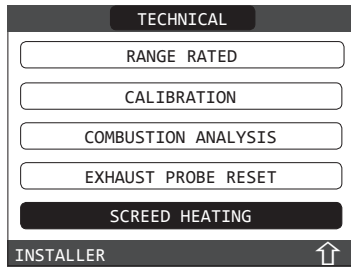 TECHNICAL
RANGE RATED
CALIBRATION
COMBUSTION ANALYSIS
EXHAUST PROBE RESET
SCREED HEATING
INSTALLER